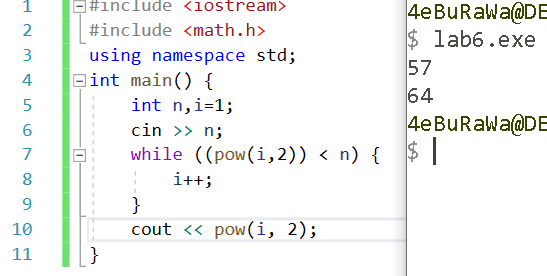 1 #include <iostream>
2 #include <math.h>
3 using namespace std;
4 int main() {
5 int n,i=1;
6 cin >> n;
7 while ((pow(i,2)) < n) {
8 i++;
9 }
10 cout << pow(i, 2);
11 }
4eBuRaWa@DE
$ lab6.exe
57
64
4eBuRaWa@DE
$